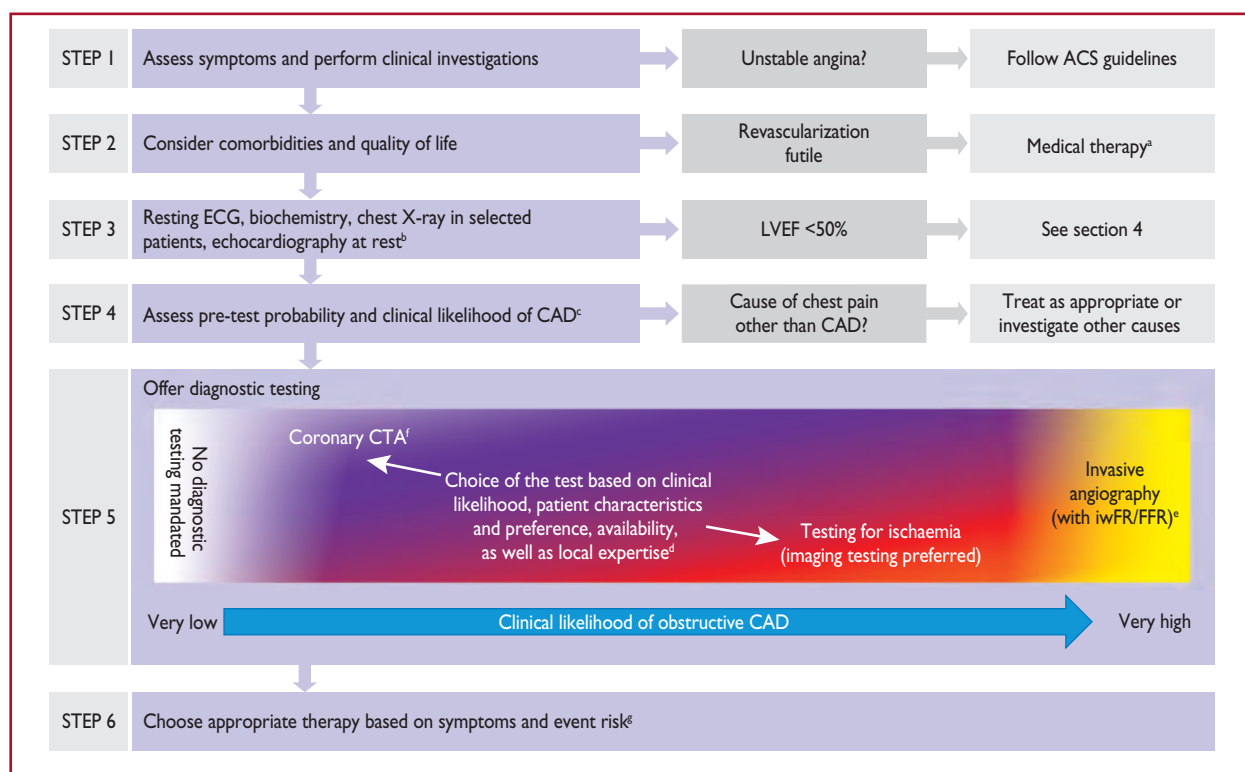 STEP 1
Assess symptoms and perform clinical investigations
Unstable angina?
Follow ACS guidelines
STEP 2
Consider comorbidities and quality of life
Revascularization
futile
Medical therapyᵃ
STEP 3
Resting ECG, biochemistry, chest X-ray in selected
patients, echocardiography at restᵇ
LVEF <50%
See section 4
STEP 4
Assess pre-test probability and clinical likelihood of CADᶜ
Cause of chest pain
other than CAD?
Treat as appropriate or
investigate other causes
STEP 5
Offer diagnostic testing
No diagnostic
testing mandated
Coronary CTAᶠ
Choice of the test based on clinical
likelihood, patient characteristics
and preference, availability,
as well as local expertiseᵈ
Testing for ischaemia
(imaging testing preferred)
Invasive
angiography
(with iwFR/FFR)ᵉ
Very low
Clinical likelihood of obstructive CAD
Very high
STEP 6
Choose appropriate therapy based on symptoms and event riskᵍ